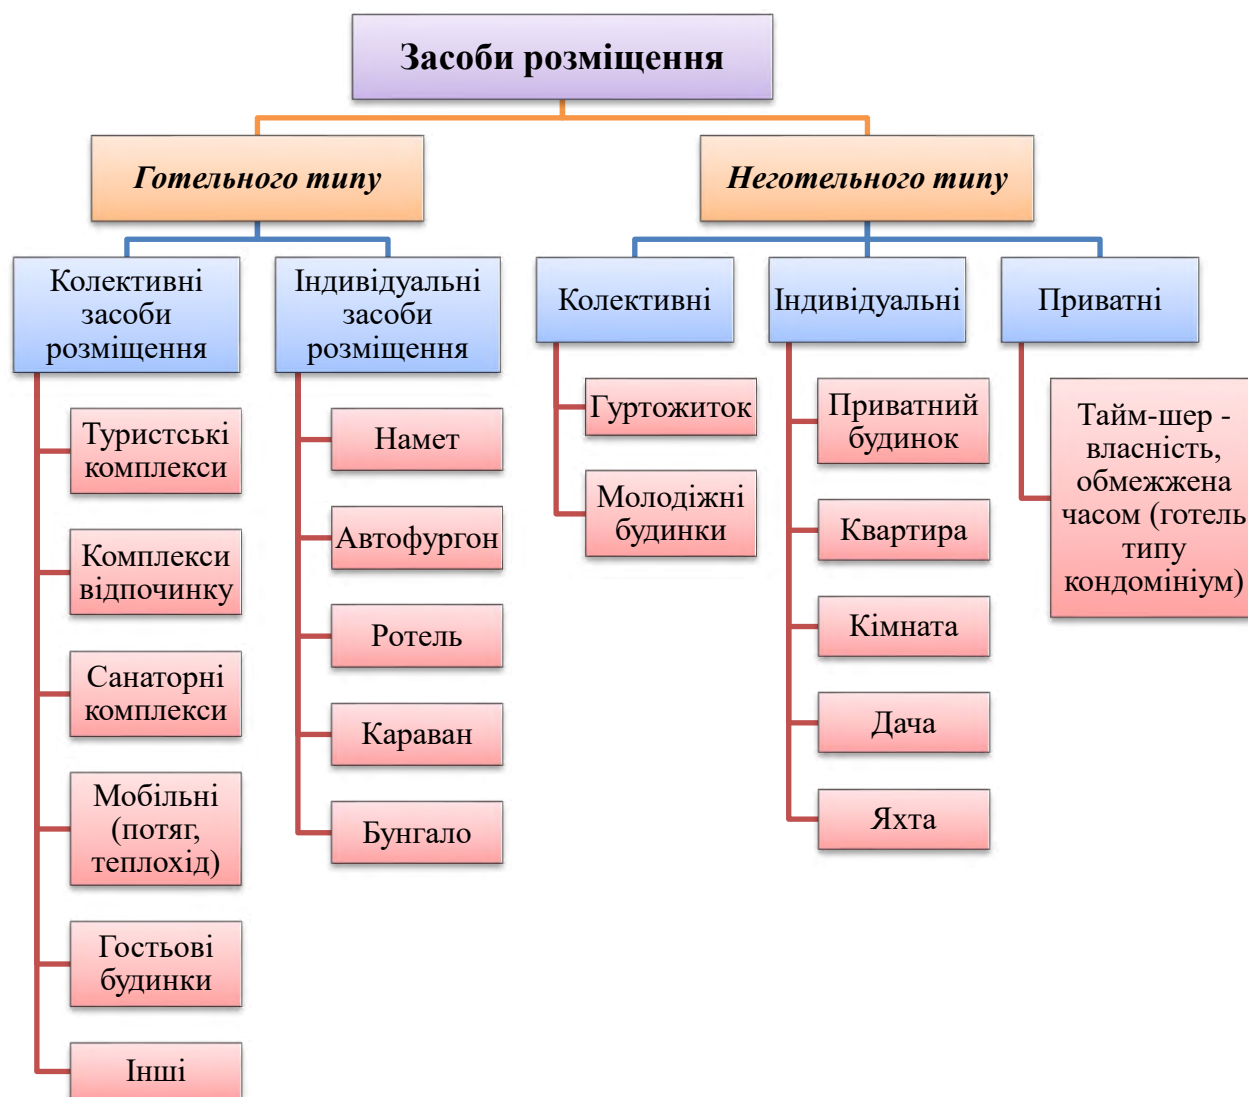 Засоби розміщення
Готельного типу
Неготельного типу
Колективні
засоби
розміщення
Індивідуальні
засоби
розміщення
Колективні
Індивідуальні
Приватні
Туристські
комплекси
Комплекси
відпочинку
Санаторні
комплекси
Мобільні
(потяг,
теплохід)
Гостьові
будинки
Інші
Намет
Автофургон
Ротель
Караван
Бунгало
Гуртожиток
Молодіжні
будинки
Приватний
будинок
Квартира
Кімната
Дача
Яхта
Тайм-шер -
власність,
обмежжена
часом (готель
типу
кондомініум)